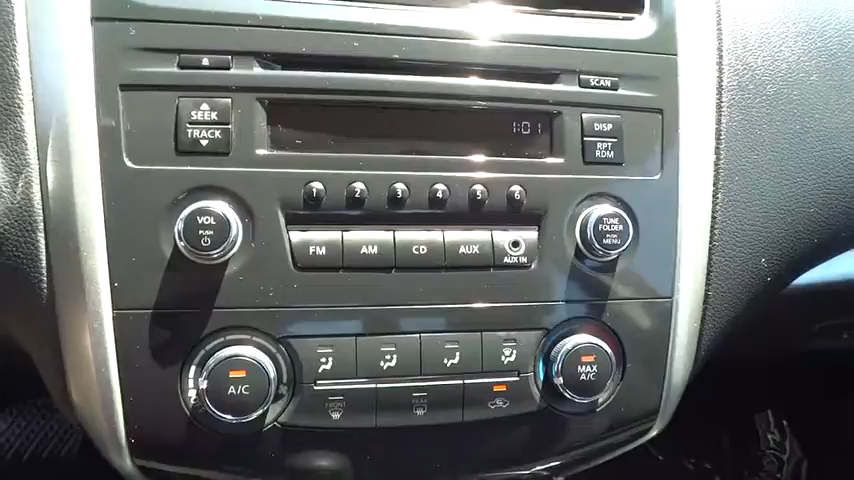 SCAN
SEEK
TRACK
1:01
DISP
RPT
RDM
1 2 3 4 5 6
VOL
PUSH
TUNE
FOLDER
PUSH
MENU
FM AM CD AUX
AUX IN
A/C
MAX
A/C
FRONT
REAR